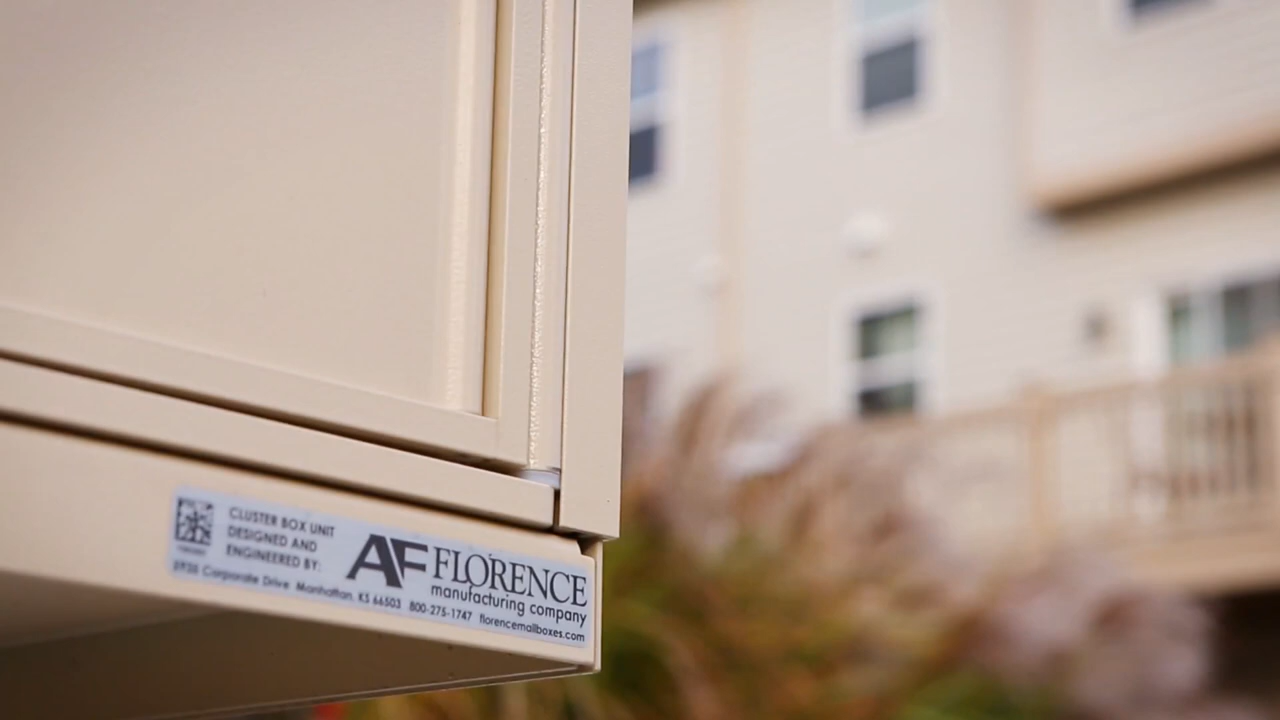 CLUSTER BOX UNIT
DESIGNED AND
ENGINEERED BY:
AF FLORENCE
manufacturing company
5935 Corporate Drive Manhattan, KS 66503 800-275-1747 florencemailboxes.com